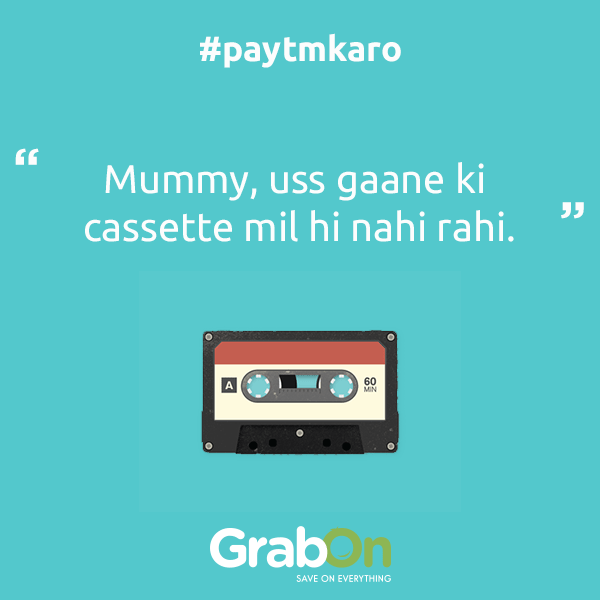 #paytmkaro
“
Mummy, uss gaane ki
cassette mil hi nahi rahi.
”
A
60
MIN
GrabOn
SAVE ON EVERYTHING